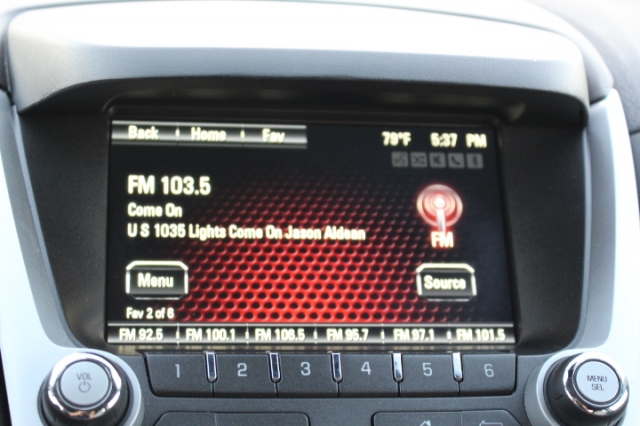 Back Home Fav 79°F 5:37 PM
FM 103.5
Come On
U S 1035 Lights Come On Jason Aldean
FM
Menu Source
Fav 2 of 6
FM 92.5 FM 100.1 FM 106.5 FM 95.7 FM 97.1 FM 101.5
1 2 3 4 5 6
VOL
MENU
SEL